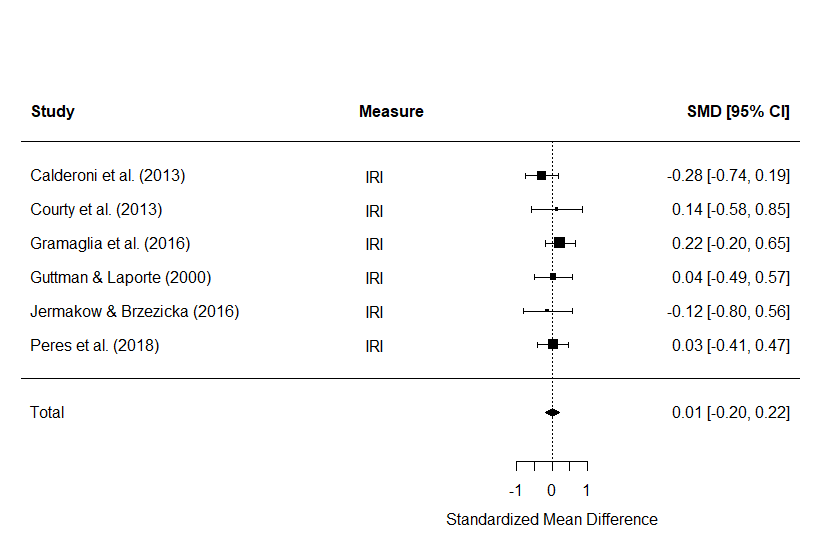 Study Measure SMD [95% CI]
Calderoni et al. (2013) IRI -0.28 [-0.74, 0.19]
Courty et al. (2013) IRI 0.14 [-0.58, 0.85]
Gramaglia et al. (2016) IRI 0.22 [-0.20, 0.65]
Guttman & Laporte (2000) IRI 0.04 [-0.49, 0.57]
Jermakow & Brzezicka (2016) IRI -0.12 [-0.80, 0.56]
Peres et al. (2018) IRI 0.03 [-0.41, 0.47]
Total 0.01 [-0.20, 0.22]
-1 0 1
Standardized Mean Difference